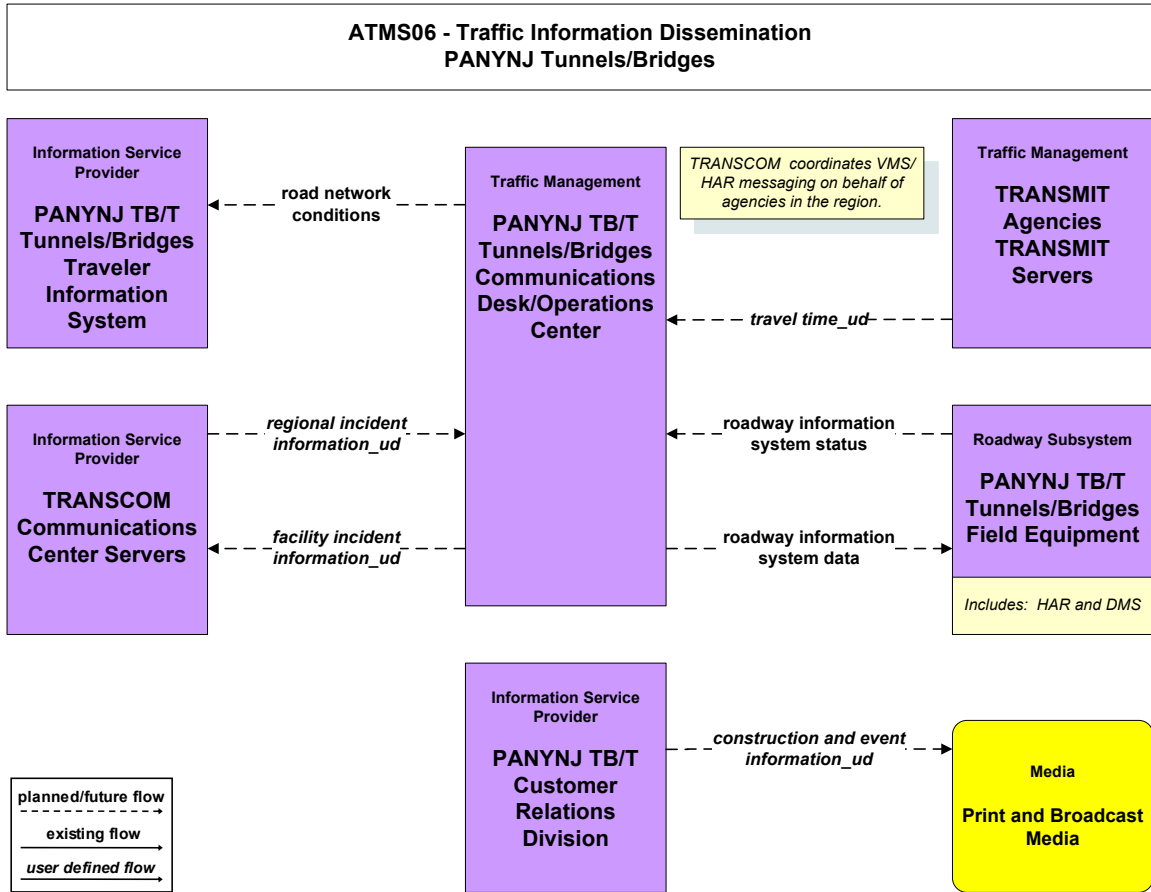 ATMS06 - Traffic Information Dissemination
PANYNJ Tunnels/Bridges
Information Service
Provider
PANYNJ TB/T
Tunnels/Bridges
Traveler
Information
System
road network
conditions
Traffic Management
PANYNJ TB/T
Tunnels/Bridges
Communications
Desk/Operations
Center
TRANSCOM coordinates VMS/
HAR messaging on behalf of
agencies in the region.
Traffic Management
TRANSMIT
Agencies
TRANSMIT
Servers
travel time_ud
Information Service
Provider
TRANSCOM
Communications
Center Servers
regional incident
information_ud
facility incident
information_ud
roadway information
system status
roadway information
system data
Roadway Subsystem
PANYNJ TB/T
Tunnels/Bridges
Field Equipment
Includes: HAR and DMS
Information Service
Provider
PANYNJ TB/T
Customer
Relations
Division
construction and event
information_ud
Media
Print and Broadcast
Media
planned/future flow
existing flow
user defined flow